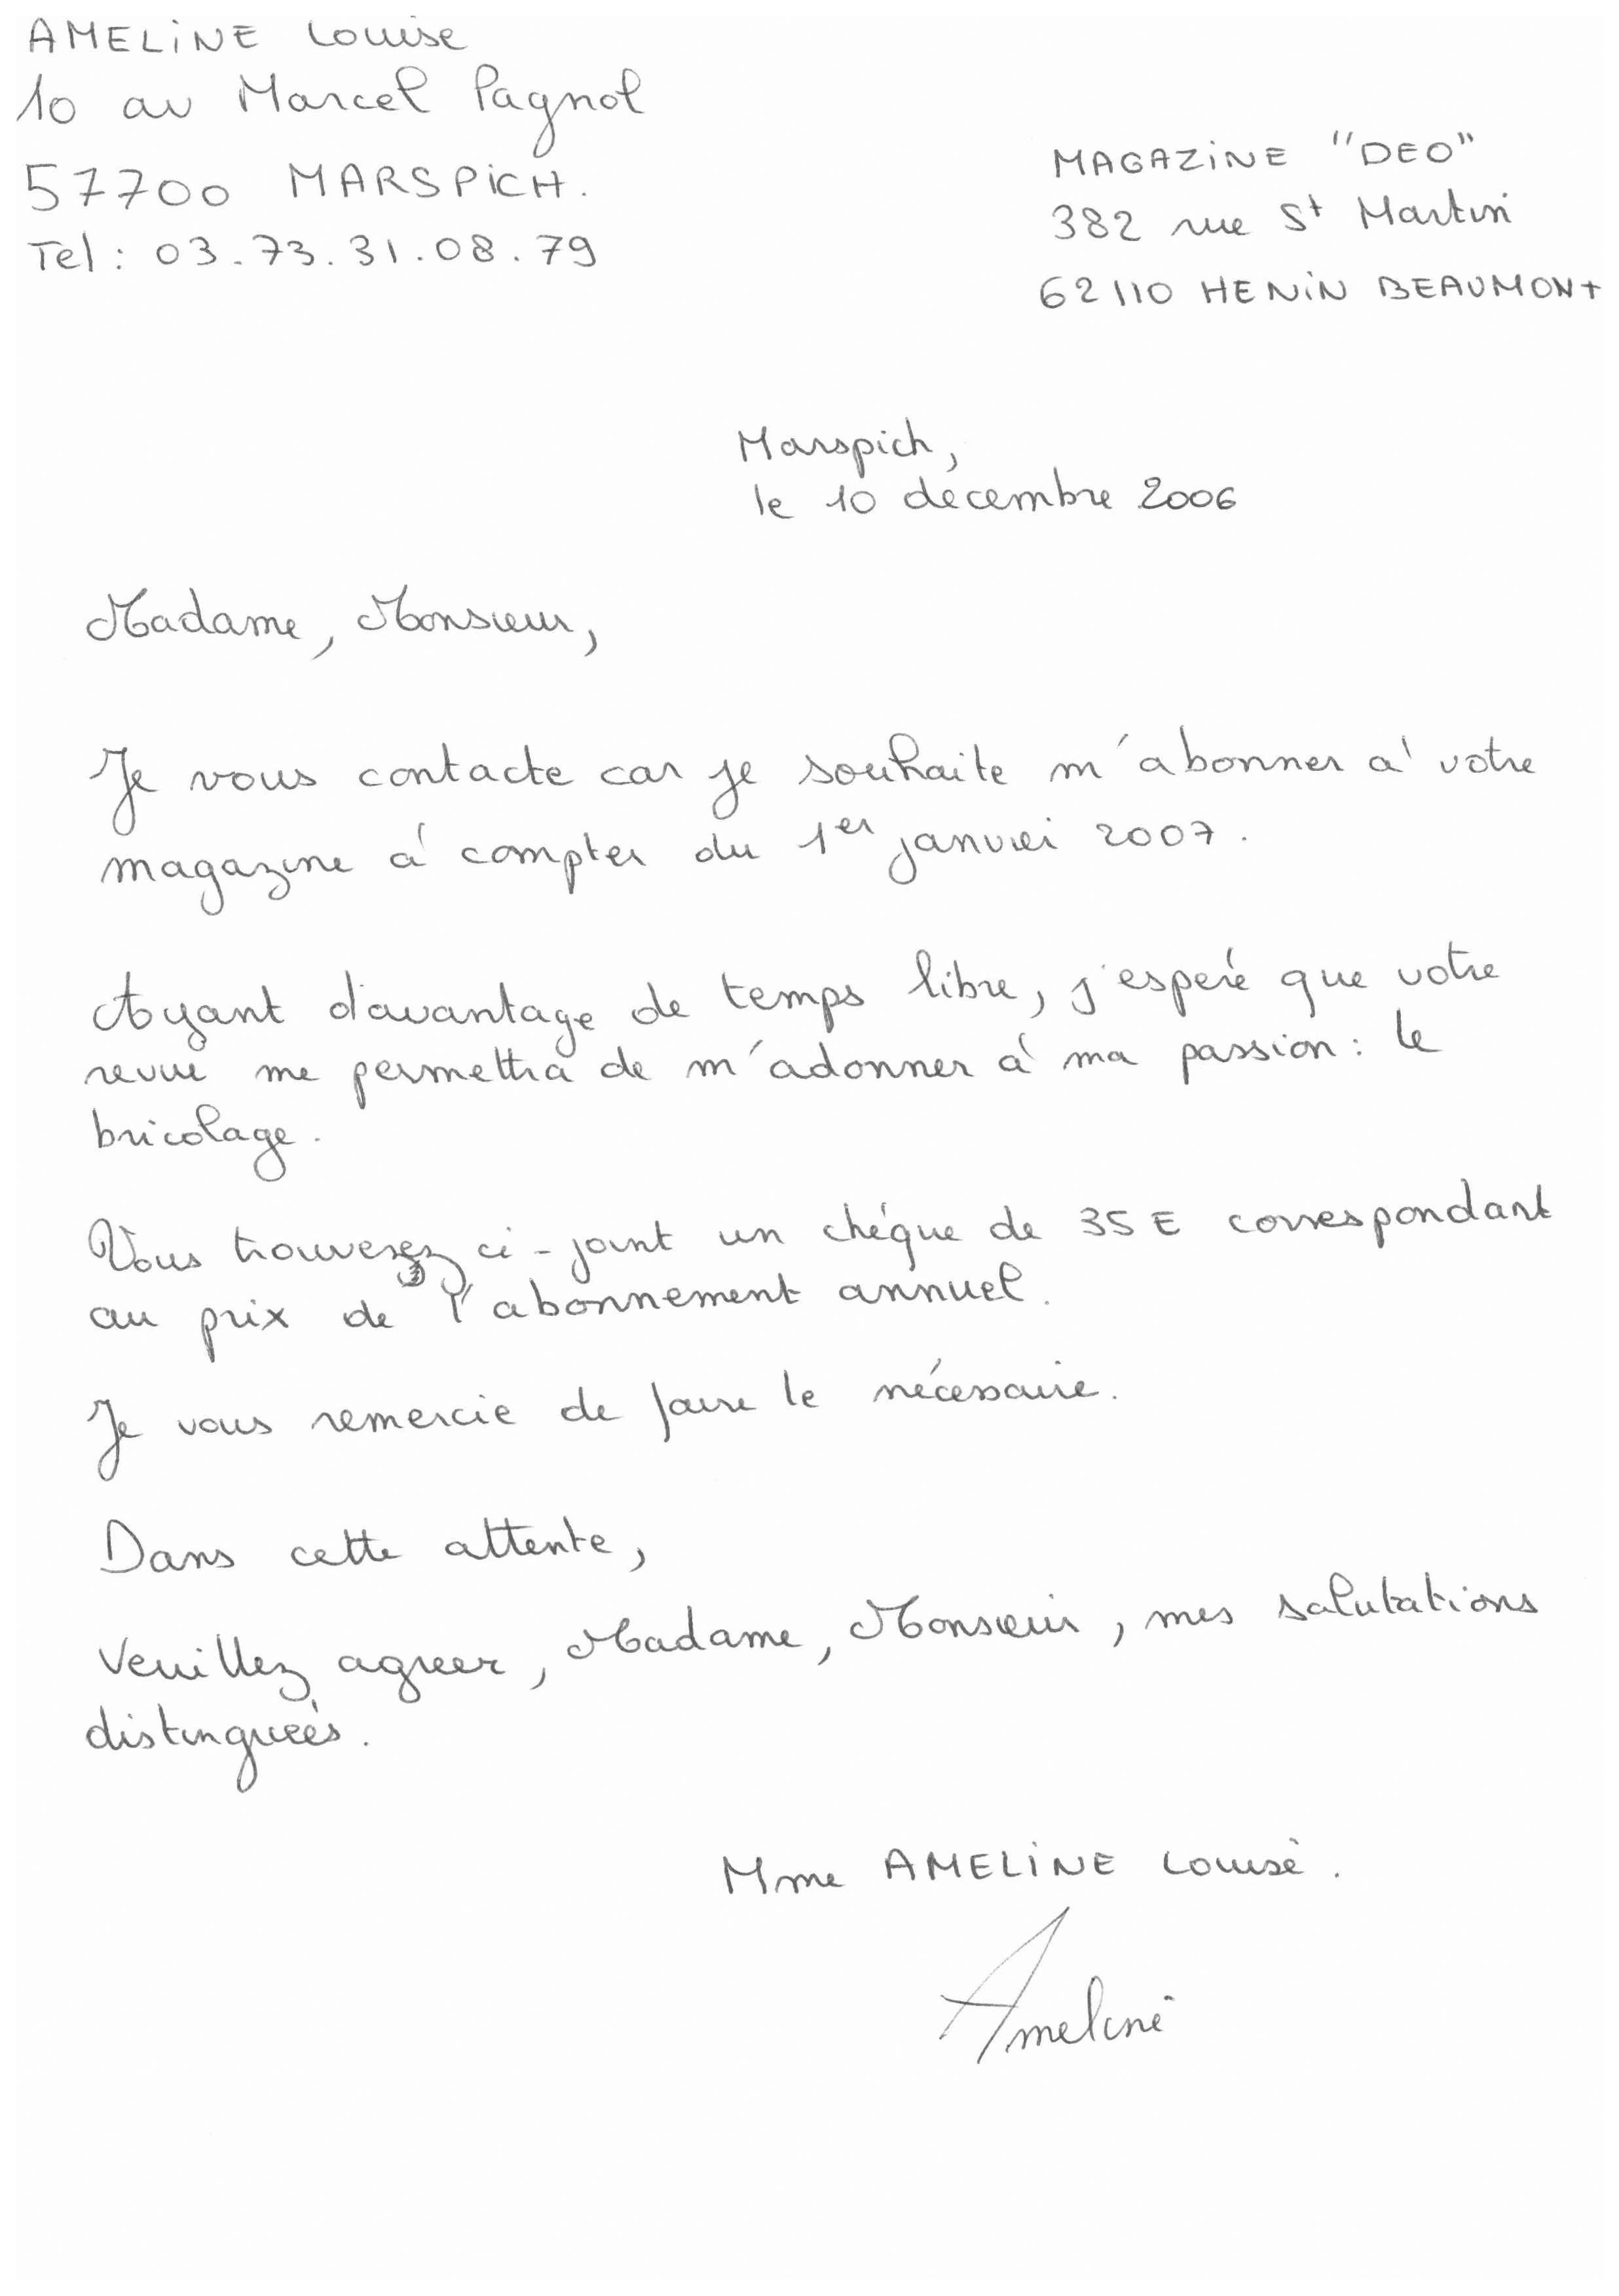 AMELINE Louise
10 av Marcel Pagnol
57700 MARSPICH.
Tel : 03.73.31.08.79
MAGAZINE "DEO"
382 rue St Martin
62110 HENIN BEAUMONT
Marspich,
le 10 decembre 2006
Madame, Monsieur,
Je vous contacte car je souhaite m'abonner à votre
magazine à compter du 1er janvier 2007.
Ayant d'avantage de temps libre, j'espère que votre
revue me permettra de m'adonner à ma passion : le
bricolage.
Vous trouverez ci-joint un chéque de 35 € correspondant
au prix de l'abonnement annuel.
Je vous remercie de faire le nécessaire.
Dans cette attente,
Veuillez agreer, Madame, Monsieur, mes salutations
distinguées.
Mme AMELINE Louise.
Ameline